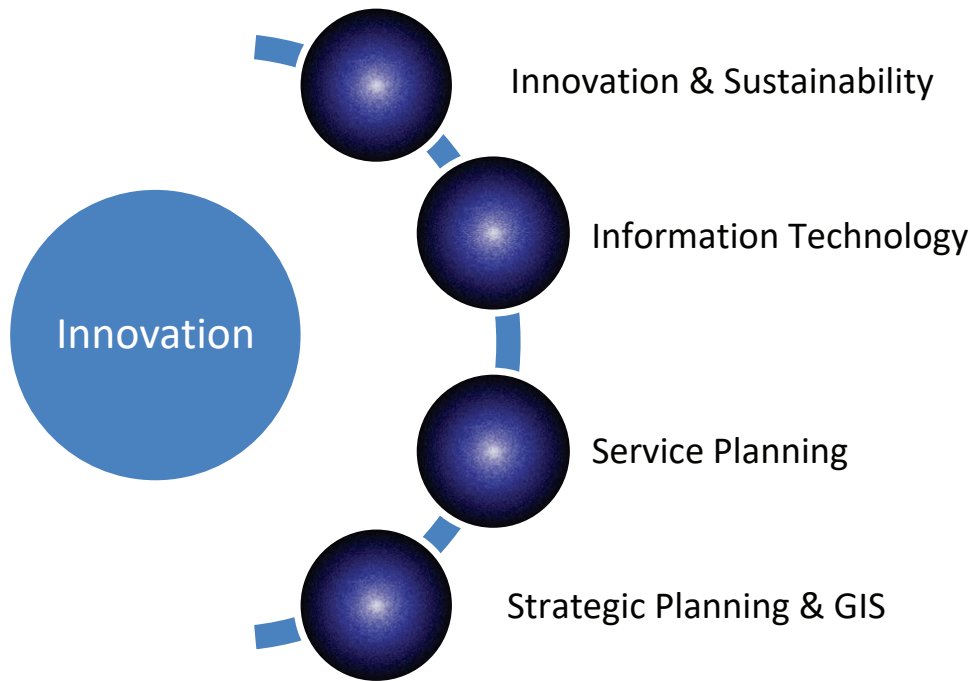 Innovation & Sustainability
Information Technology
Innovation
Service Planning
Strategic Planning & GIS